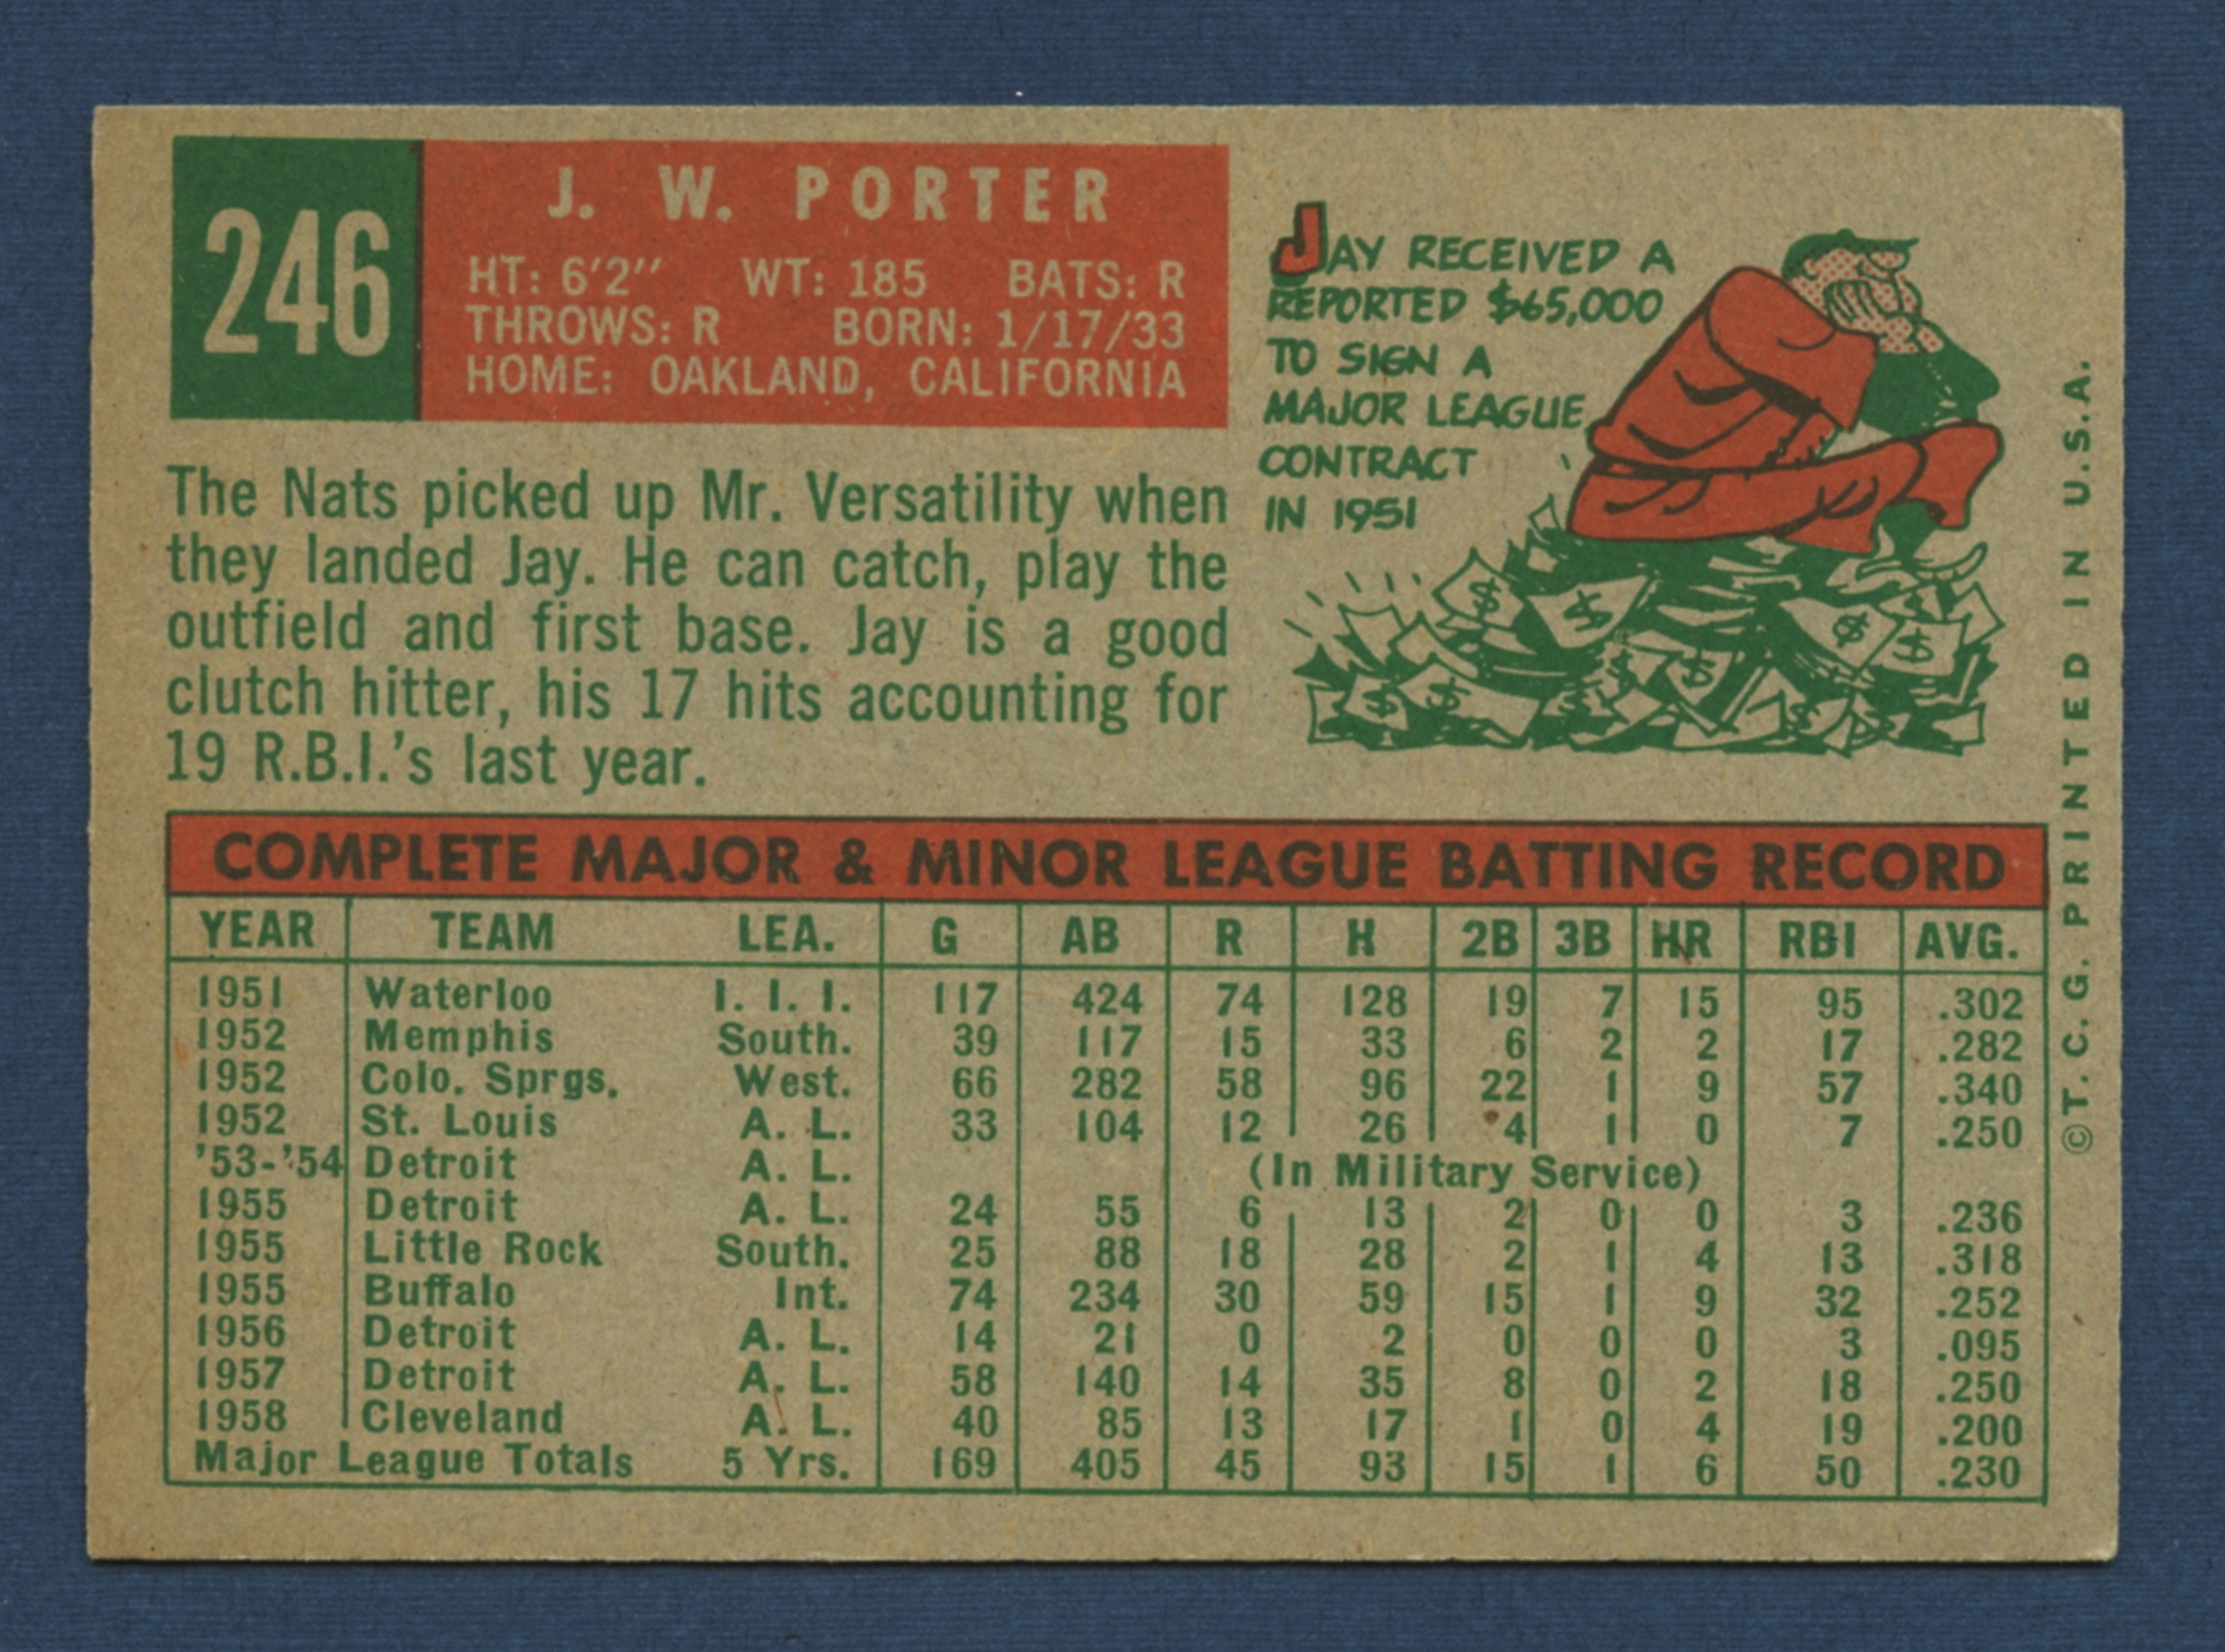 246
J. W. PORTER
HT: 6'2" WT: 185 BATS: R
THROWS: R BORN: 1/17/33
HOME: OAKLAND, CALIFORNIA
JAY RECEIVED A
REPORTED $65,000
TO SIGN A
MAJOR LEAGUE
CONTRACT
IN 1951
The Nats picked up Mr. Versatility when
they landed Jay. He can catch, play the
outfield and first base. Jay is a good
clutch hitter, his 17 hits accounting for
19 R.B.I.'s last year.
$ $ $ $ $ $ $ $ $ $
COMPLETE MAJOR & MINOR LEAGUE BATTING RECORD
YEAR TEAM LEA. G AB R H 2B 3B HR RBI AVG.
1951 Waterloo I. I. I. 117 424 74 128 19 7 15 95 .302
1952 Memphis South. 39 117 15 33 6 2 2 17 .282
1952 Colo. Sprgs. West. 66 282 58 96 22 1 9 57 .340
1952 St. Louis A. L. 33 104 12 26 4 1 0 7 .250
'53-'54 Detroit A. L. (In Military Service)
1955 Detroit A. L. 24 55 6 13 2 0 0 3 .236
1955 Little Rock South. 25 88 18 28 2 1 4 13 .318
1955 Buffalo Int. 74 234 30 59 15 1 9 32 .252
1956 Detroit A. L. 14 21 0 2 0 0 0 3 .095
1957 Detroit A. L. 58 140 14 35 8 0 2 18 .250
1958 Cleveland A. L. 40 85 13 17 1 0 4 19 .200
Major League Totals 5 Yrs. 169 405 45 93 15 1 6 50 .230
©T. C. G. PRINTED IN U.S.A.